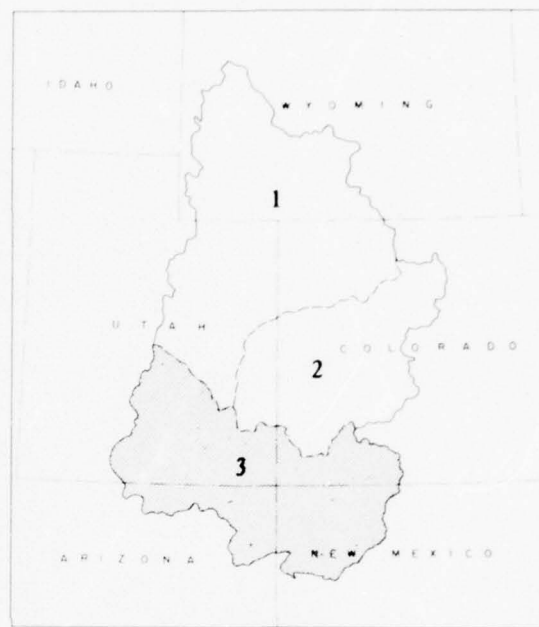 IDAHO
WYOMING
1
UTAH
COLORADO
2
3
ARIZONA
NEW MEXICO